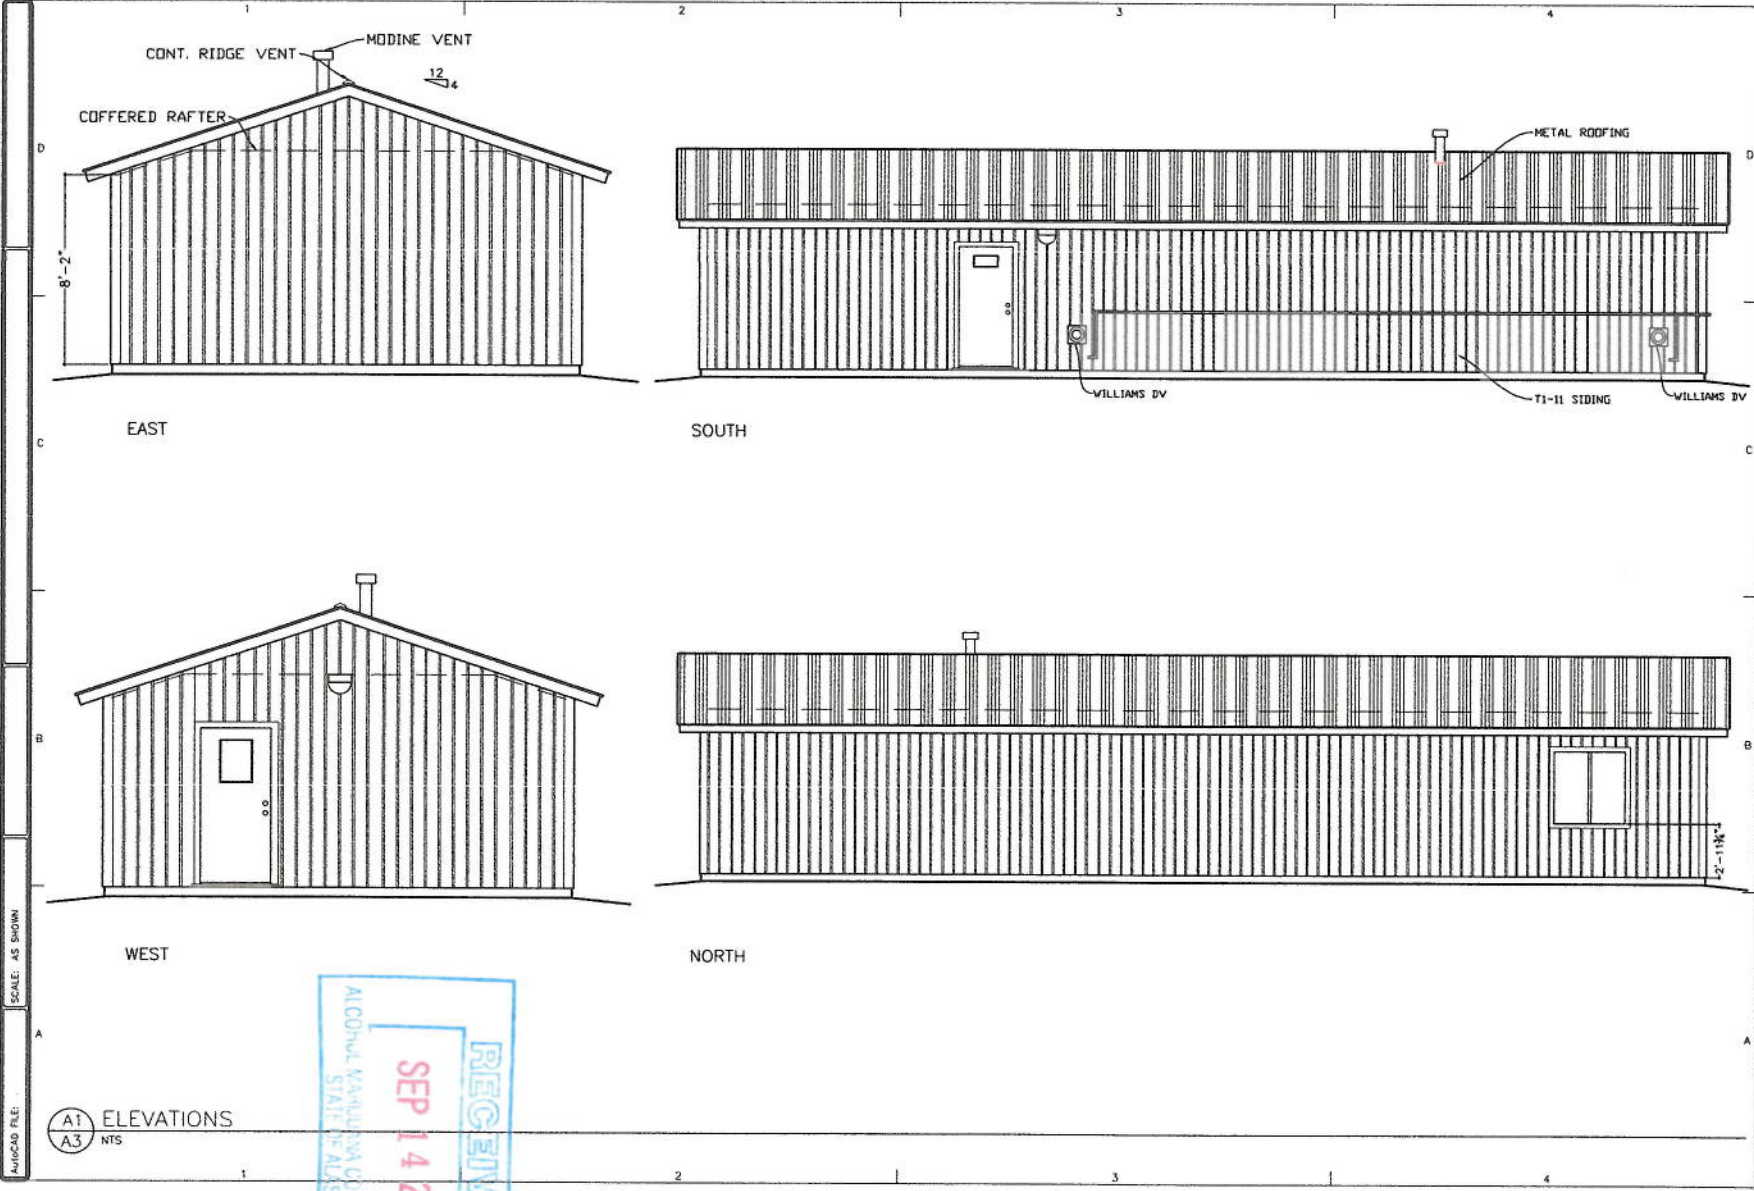 1
2
3
4
MODINE VENT
CONT. RIDGE VENT
12
4
COFFERED RAFTER
METAL ROOFING
D
D
8'-2"
WILLIAMS DV
T1-11 SIDING
WILLIAMS DV
EAST
SOUTH
C
C
B
B
2'-11¾"
WEST
NORTH
SCALE: AS SHOWN
A
A
RECEIV
SEP 14 2
ALCOHOL MARIJUANA CO
STATE OF ALAS
A1
ELEVATIONS
A3
NTS
AutoCAD FILE:
1
2
3
4